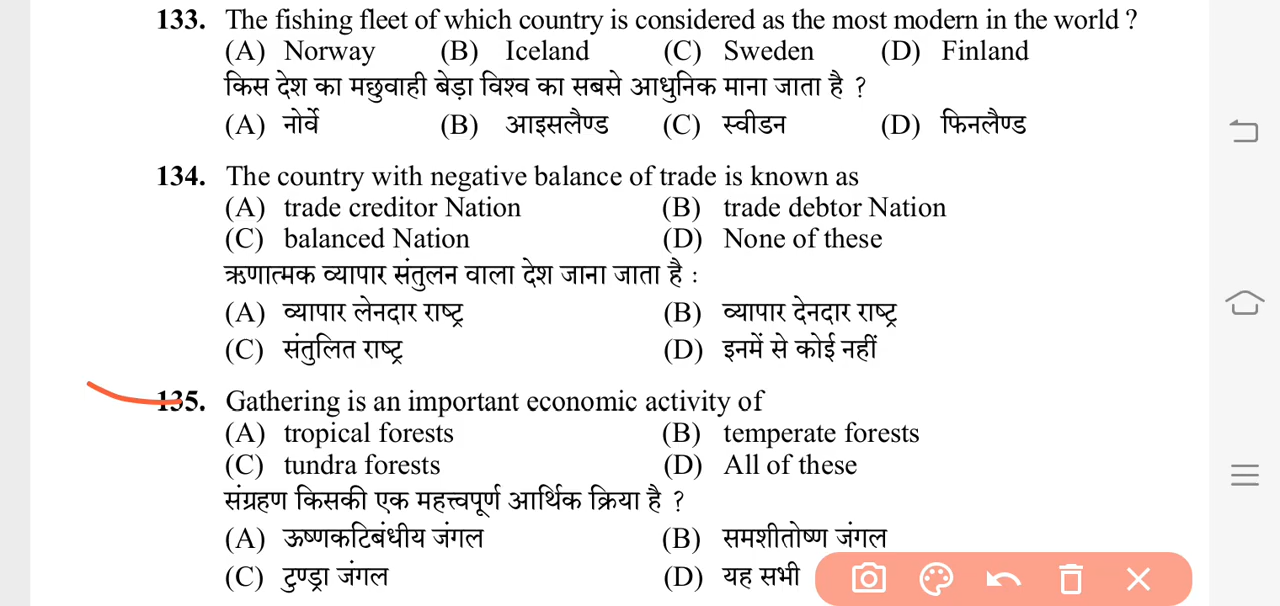 133. The fishing fleet of which country is considered as the most modern in the world ?
(A) Norway (B) Iceland (C) Sweden (D) Finland
किस देश का मछुवाही बेड़ा विश्व का सबसे आधुनिक माना जाता है ?
(A) नोर्वे (B) आइसलैण्ड (C) स्वीडन (D) फिनलैण्ड
134. The country with negative balance of trade is known as
(A) trade creditor Nation (B) trade debtor Nation
(C) balanced Nation (D) None of these
ऋणात्मक व्यापार संतुलन वाला देश जाना जाता है :
(A) व्यापार लेनदार राष्ट्र (B) व्यापार देनदार राष्ट्र
(C) संतुलित राष्ट्र (D) इनमें से कोई नहीं
135. Gathering is an important economic activity of
(A) tropical forests (B) temperate forests
(C) tundra forests (D) All of these
संग्रहण किसकी एक महत्त्वपूर्ण आर्थिक क्रिया है ?
(A) ऊष्णकटिबंधीय जंगल (B) समशीतोष्ण जंगल
(C) टुण्ड्रा जंगल (D) यह सभी